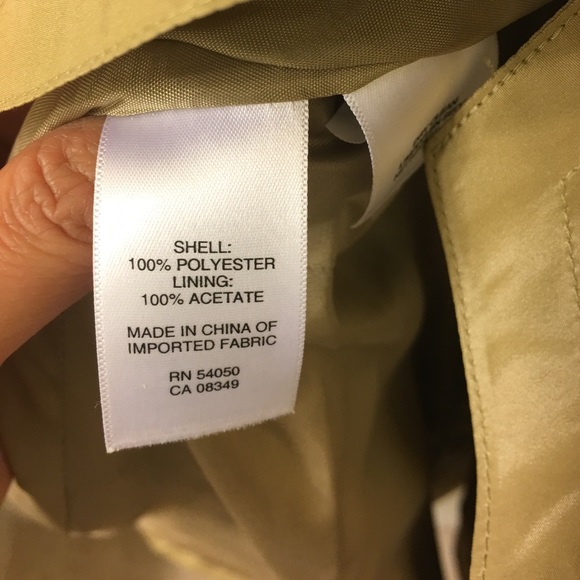 SHELL:
100% POLYESTER
LINING:
100% ACETATE
MADE IN CHINA OF
IMPORTED FABRIC
RN 54050
CA 08349